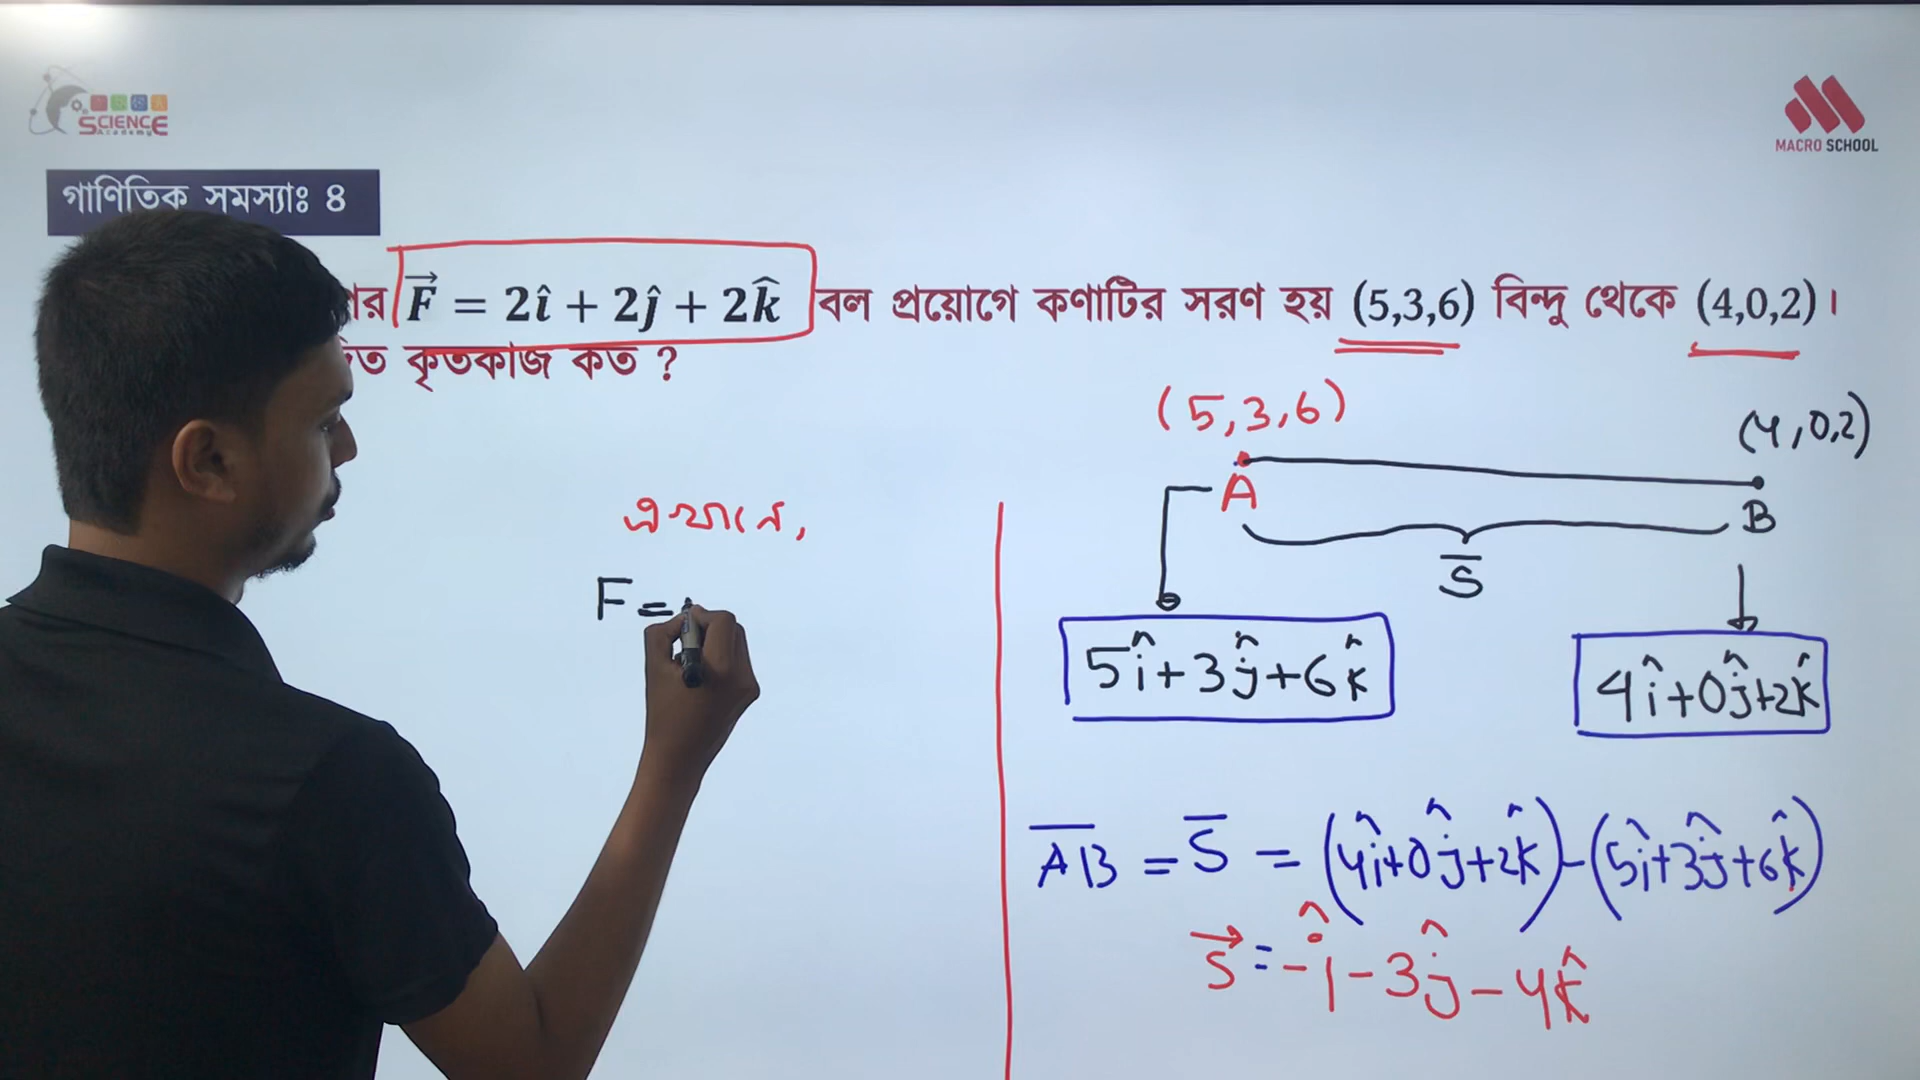 SCIENCE
Academy
MACRO SCHOOL
গাণিতিক সমস্যাঃ ৪
F⃗ = 2î + 2ĵ + 2k̂ বল প্রয়োগে কণাটির সরণ হয় (5,3,6) বিন্দু থেকে (4,0,2)।
কৃতকাজ কত ?
(5,3,6)
(4,0,2)
A
B
এখানে,
S̅
F =
5î+3ĵ+6k̂
4î+0ĵ+2k̂
A̅B̅ = S̅ = (4î+0ĵ+2k̂)-(5î+3ĵ+6k̂)
S⃗ = -î-3ĵ-4k̂